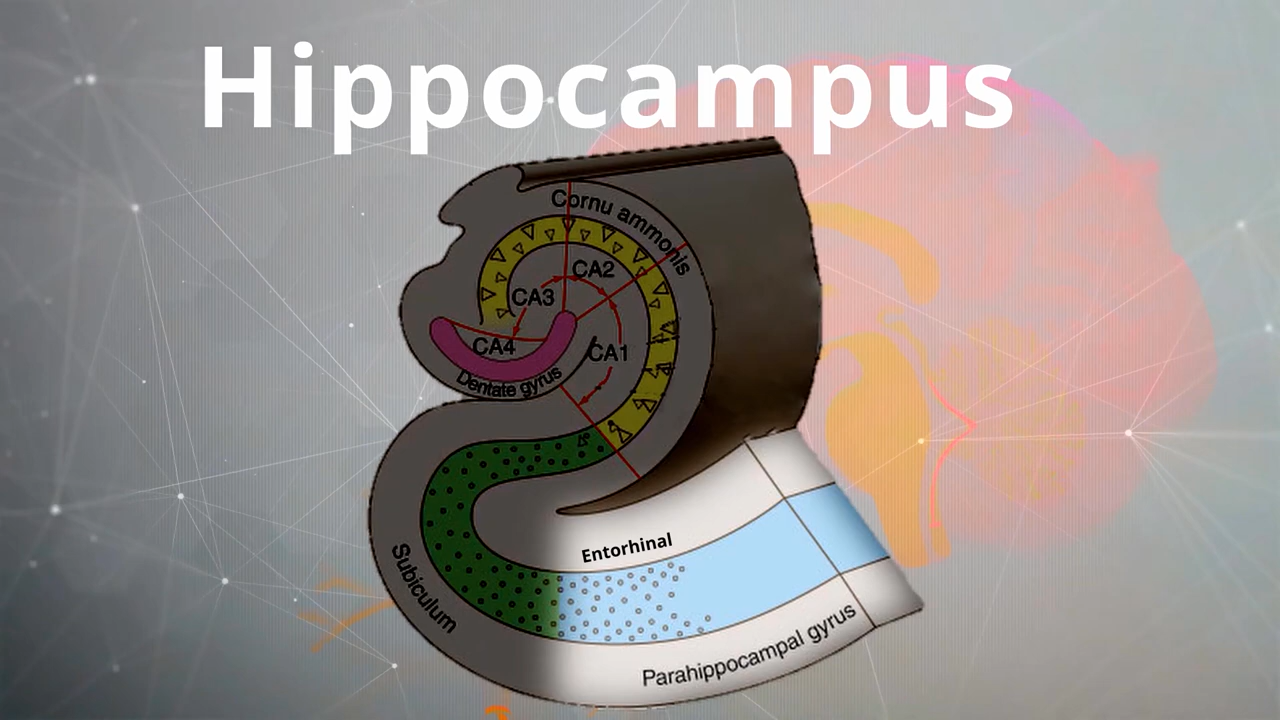 Hippocampus
Cornu ammonis
CA2
CA3
CA4
CA1
Dentate gyrus
Entorhinal
Subiculum
Parahippocampal gyrus